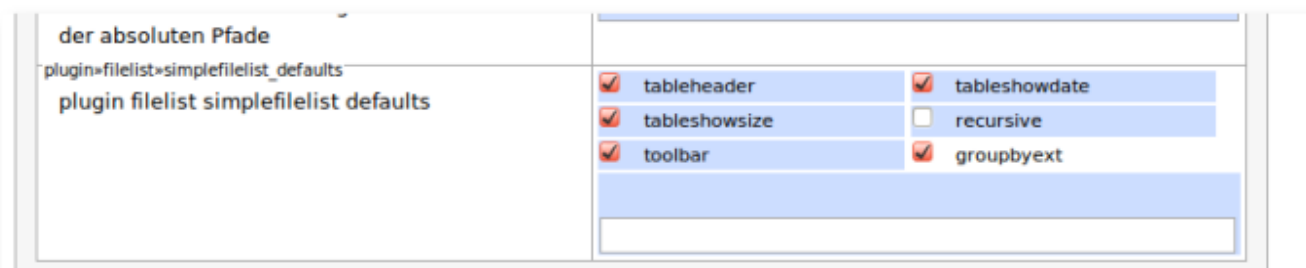 der absoluten Pfade
plugin»filelist»simplefilelist_defaults
plugin filelist simplefilelist defaults
tableheader
tableshowdate
tableshowsize
recursive
toolbar
groupbyext